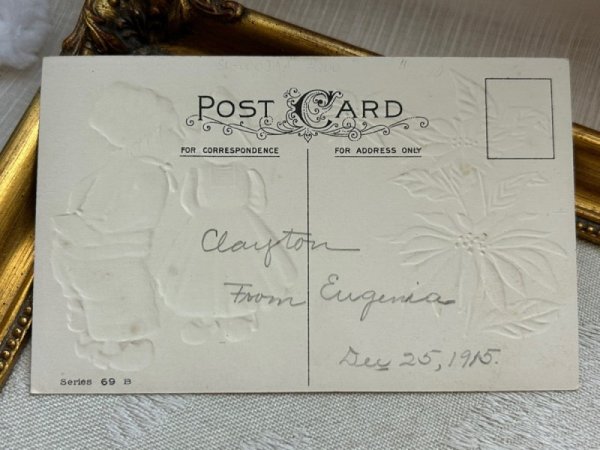 POST CARD
FOR CORRESPONDENCE
FOR ADDRESS ONLY
Clayton
From Eugenia
Dec 25, 1915.
Series 69 B